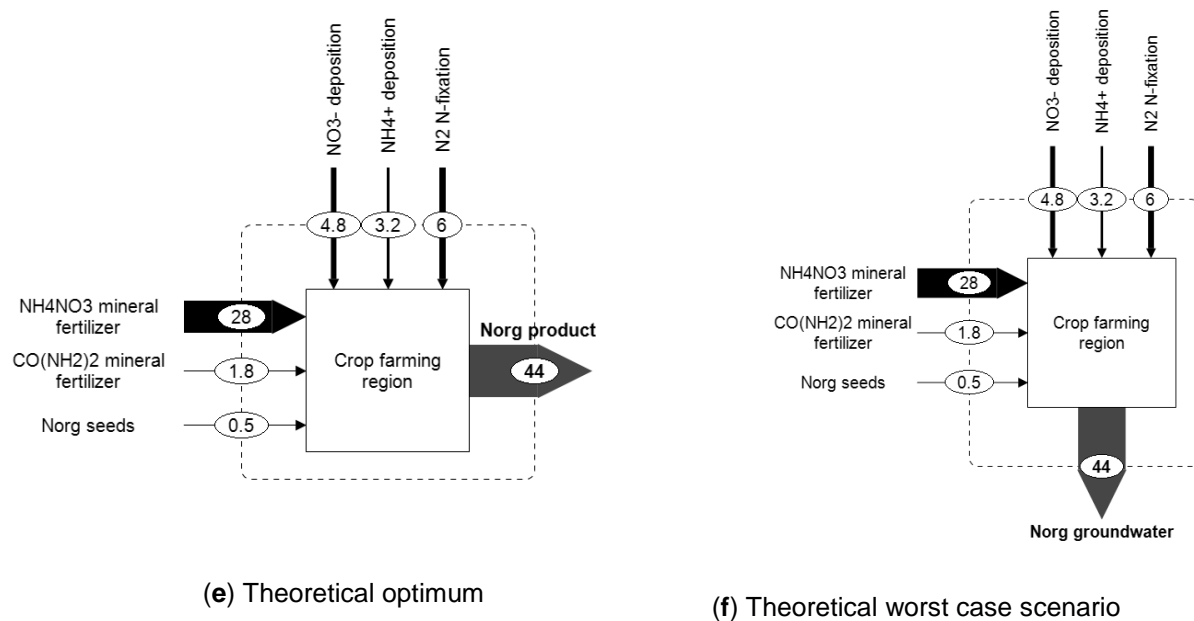 NO3- deposition
NH4+ deposition
N2 N-fixation
4.8
3.2
6
NH4NO3 mineral
fertilizer
28
CO(NH2)2 mineral
fertilizer
1.8
Norg seeds
0.5
Crop farming
region
Norg product
44
(e) Theoretical optimum
NO3- deposition
NH4+ deposition
N2 N-fixation
4.8
3.2
6
NH4NO3 mineral
fertilizer
28
CO(NH2)2 mineral
fertilizer
1.8
Norg seeds
0.5
Crop farming
region
44
Norg groundwater
(f) Theoretical worst case scenario